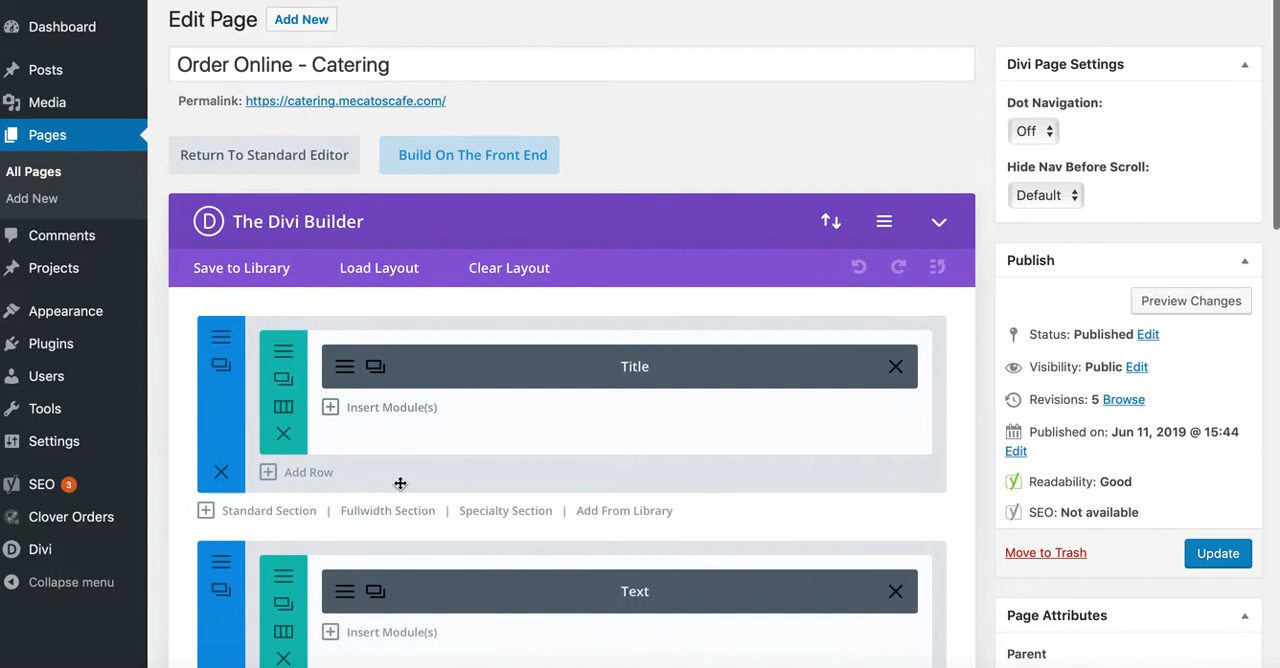 Dashboard
Posts
Media
Pages
All Pages
Add New
Comments
Projects
Appearance
Plugins
Users
Tools
Settings
SEO 3
Clover Orders
Divi
Collapse menu
Edit Page Add New
Order Online - Catering
Permalink: https://catering.mecatoscafe.com/
Return To Standard Editor Build On The Front End
D The Divi Builder
Save to Library Load Layout Clear Layout
Title
Insert Module(s)
Add Row
Standard Section | Fullwidth Section | Specialty Section | Add From Library
Text
Insert Module(s)
Divi Page Settings
Dot Navigation:
Off
Hide Nav Before Scroll:
Default
Publish
Preview Changes
Status: Published Edit
Visibility: Public Edit
Revisions: 5 Browse
Published on: Jun 11, 2019 @ 15:44
Edit
Readability: Good
SEO: Not available
Move to Trash Update
Page Attributes
Parent